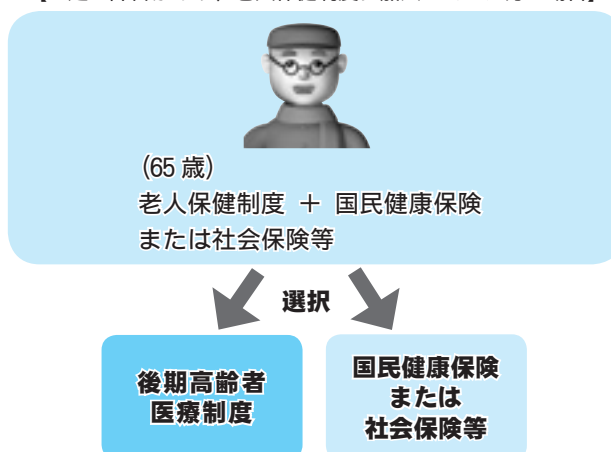 (65歳)
老人保健制度 ＋ 国民健康保険
または社会保険等
選択
後期高齢者
医療制度
国民健康保険
または
社会保険等